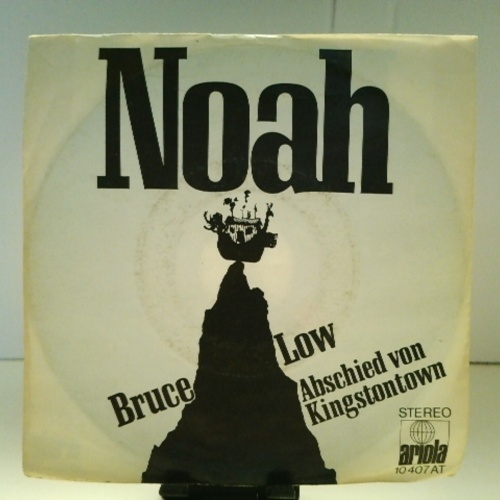 Noah
Bruce Low
Abschied von
Kingstontown
STEREO
ariola
10 407 AT